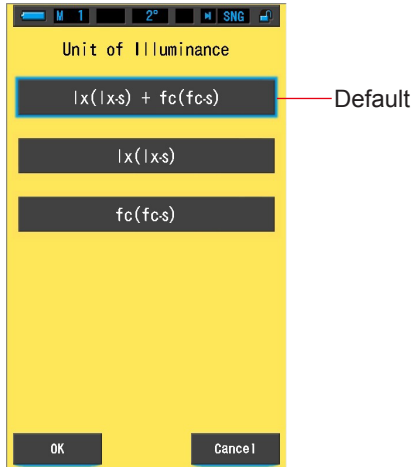 M 1 2° SNG
Unit of Illuminance
lx(lx·s) + fc(fc·s)
Default
lx(lx·s)
fc(fc·s)
OK Cancel